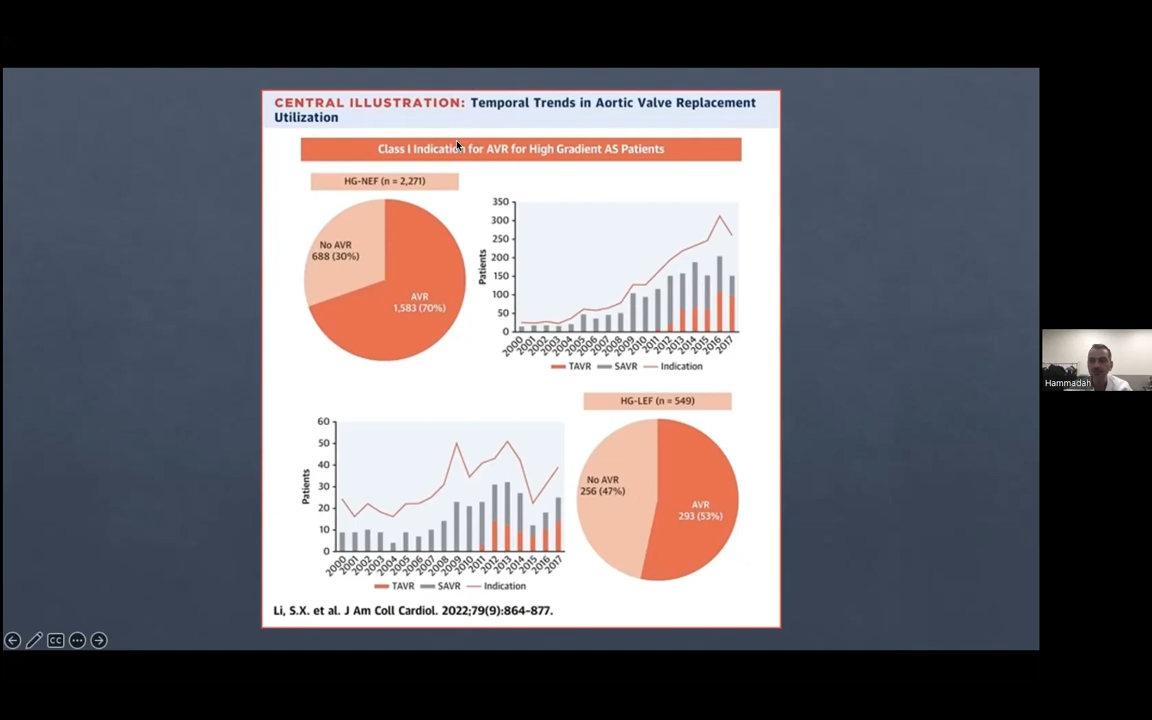 CENTRAL ILLUSTRATION: Temporal Trends in Aortic Valve Replacement
Utilization
Class I Indication for AVR for High Gradient AS Patients
HG-NEF (n = 2,271)
No AVR
688 (30%)
AVR
1,583 (70%)
Patients
350
300
250
200
150
100
50
0
2000 2001 2002 2003 2004 2005 2006 2007 2008 2009 2010 2011 2012 2013 2014 2015 2016 2017
TAVR SAVR Indication
HG-LEF (n = 549)
Patients
60
50
40
30
20
10
0
2000 2001 2002 2003 2004 2005 2006 2007 2008 2009 2010 2011 2012 2013 2014 2015 2016 2017
TAVR SAVR Indication
No AVR
256 (47%)
AVR
293 (53%)
Li, S.X. et al. J Am Coll Cardiol. 2022;79(9):864–877.
CC
Hammadah